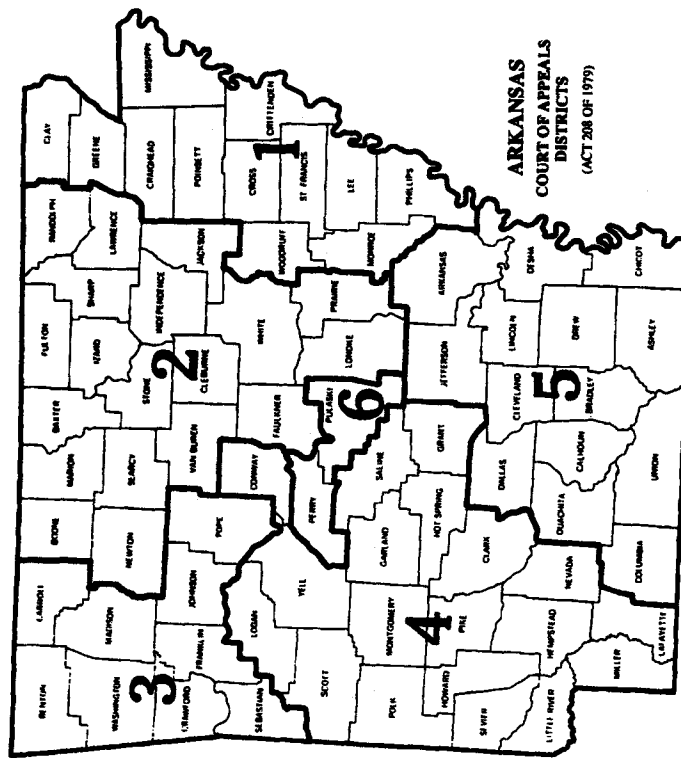 ARKANSAS
COURT OF APPEALS
DISTRICTS
(ACT 208 OF 1979)
BENTON
CARROLL
BOONE
MARION
BAXTER
FULTON
RANDOLPH
CLAY
WASHINGTON
MADISON
NEWTON
SEARCY
IZARD
SHARP
LAWRENCE
GREENE
3
CRAWFORD
FRANKLIN
JOHNSON
POPE
VAN BUREN
STONE
2
CLEBURNE
INDEPENDENCE
JACKSON
CRAIGHEAD
MISSISSIPPI
POINSETT
SEBASTIAN
LOGAN
YELL
CONWAY
FAULKNER
WHITE
WOODRUFF
CROSS
1
CRITTENDEN
ST FRANCIS
SCOTT
PERRY
PULASKI
6
LONOKE
PRAIRIE
MONROE
LEE
PHILLIPS
POLK
MONTGOMERY
GARLAND
SALINE
4
HOWARD
PIKE
HOT SPRING
GRANT
JEFFERSON
ARKANSAS
SEVIER
CLARK
DALLAS
CLEVELAND
LINCOLN
DESHA
LITTLE RIVER
HEMPSTEAD
NEVADA
OUACHITA
CALHOUN
5
BRADLEY
DREW
MILLER
LAFAYETTE
COLUMBIA
UNION
ASHLEY
CHICOT